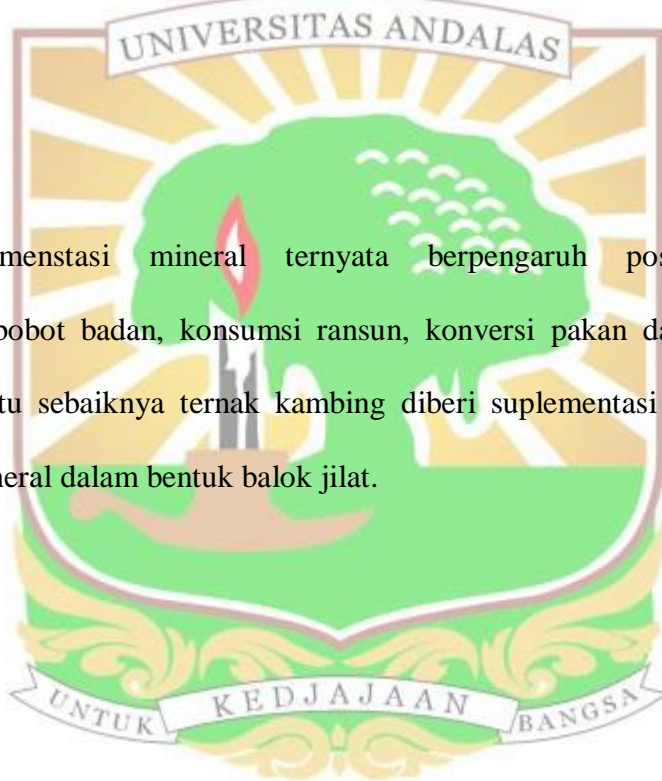 UNIVERSITAS ANDALAS
menstasi mineral ternyata berpengaruh pos
bobot badan, konsumsi ransun, konversi pakan da
tu sebaiknya ternak kambing diberi suplementasi
neral dalam bentuk balok jilat.
UNTUK KEDJAJAAN BANGSA